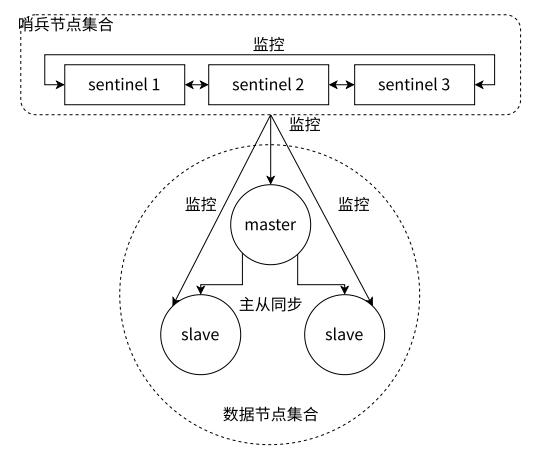 哨兵节点集合
监控
sentinel 1
sentinel 2
sentinel 3
监控
监控
监控
master
主从同步
slave
slave
数据节点集合